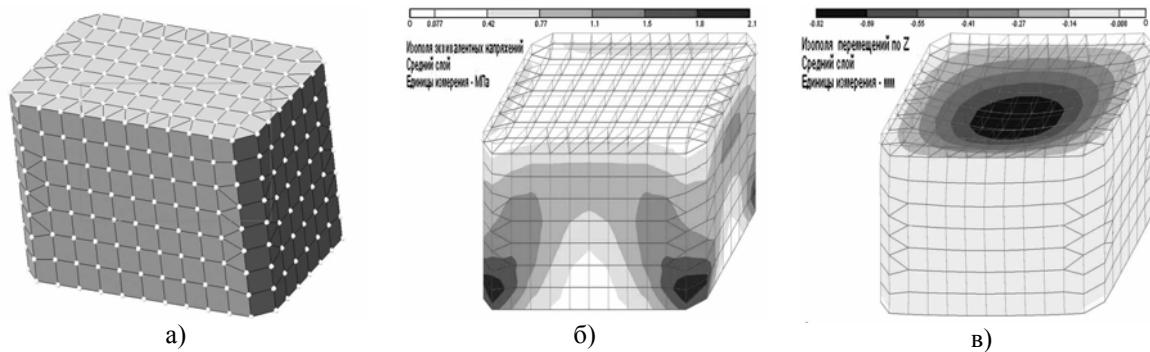 0 0.077 0.42 0.77 1.1 1.5 1.8 2.1
Изополя эквивалентных напряжений
Средний слой
Единицы измерения - МПа
-0.82 -0.69 -0.55 -0.41 -0.27 -0.14 -0.008 0
Изополя перемещений по Z
Средний слой
Единицы измерения - мм
а)
б)
в)